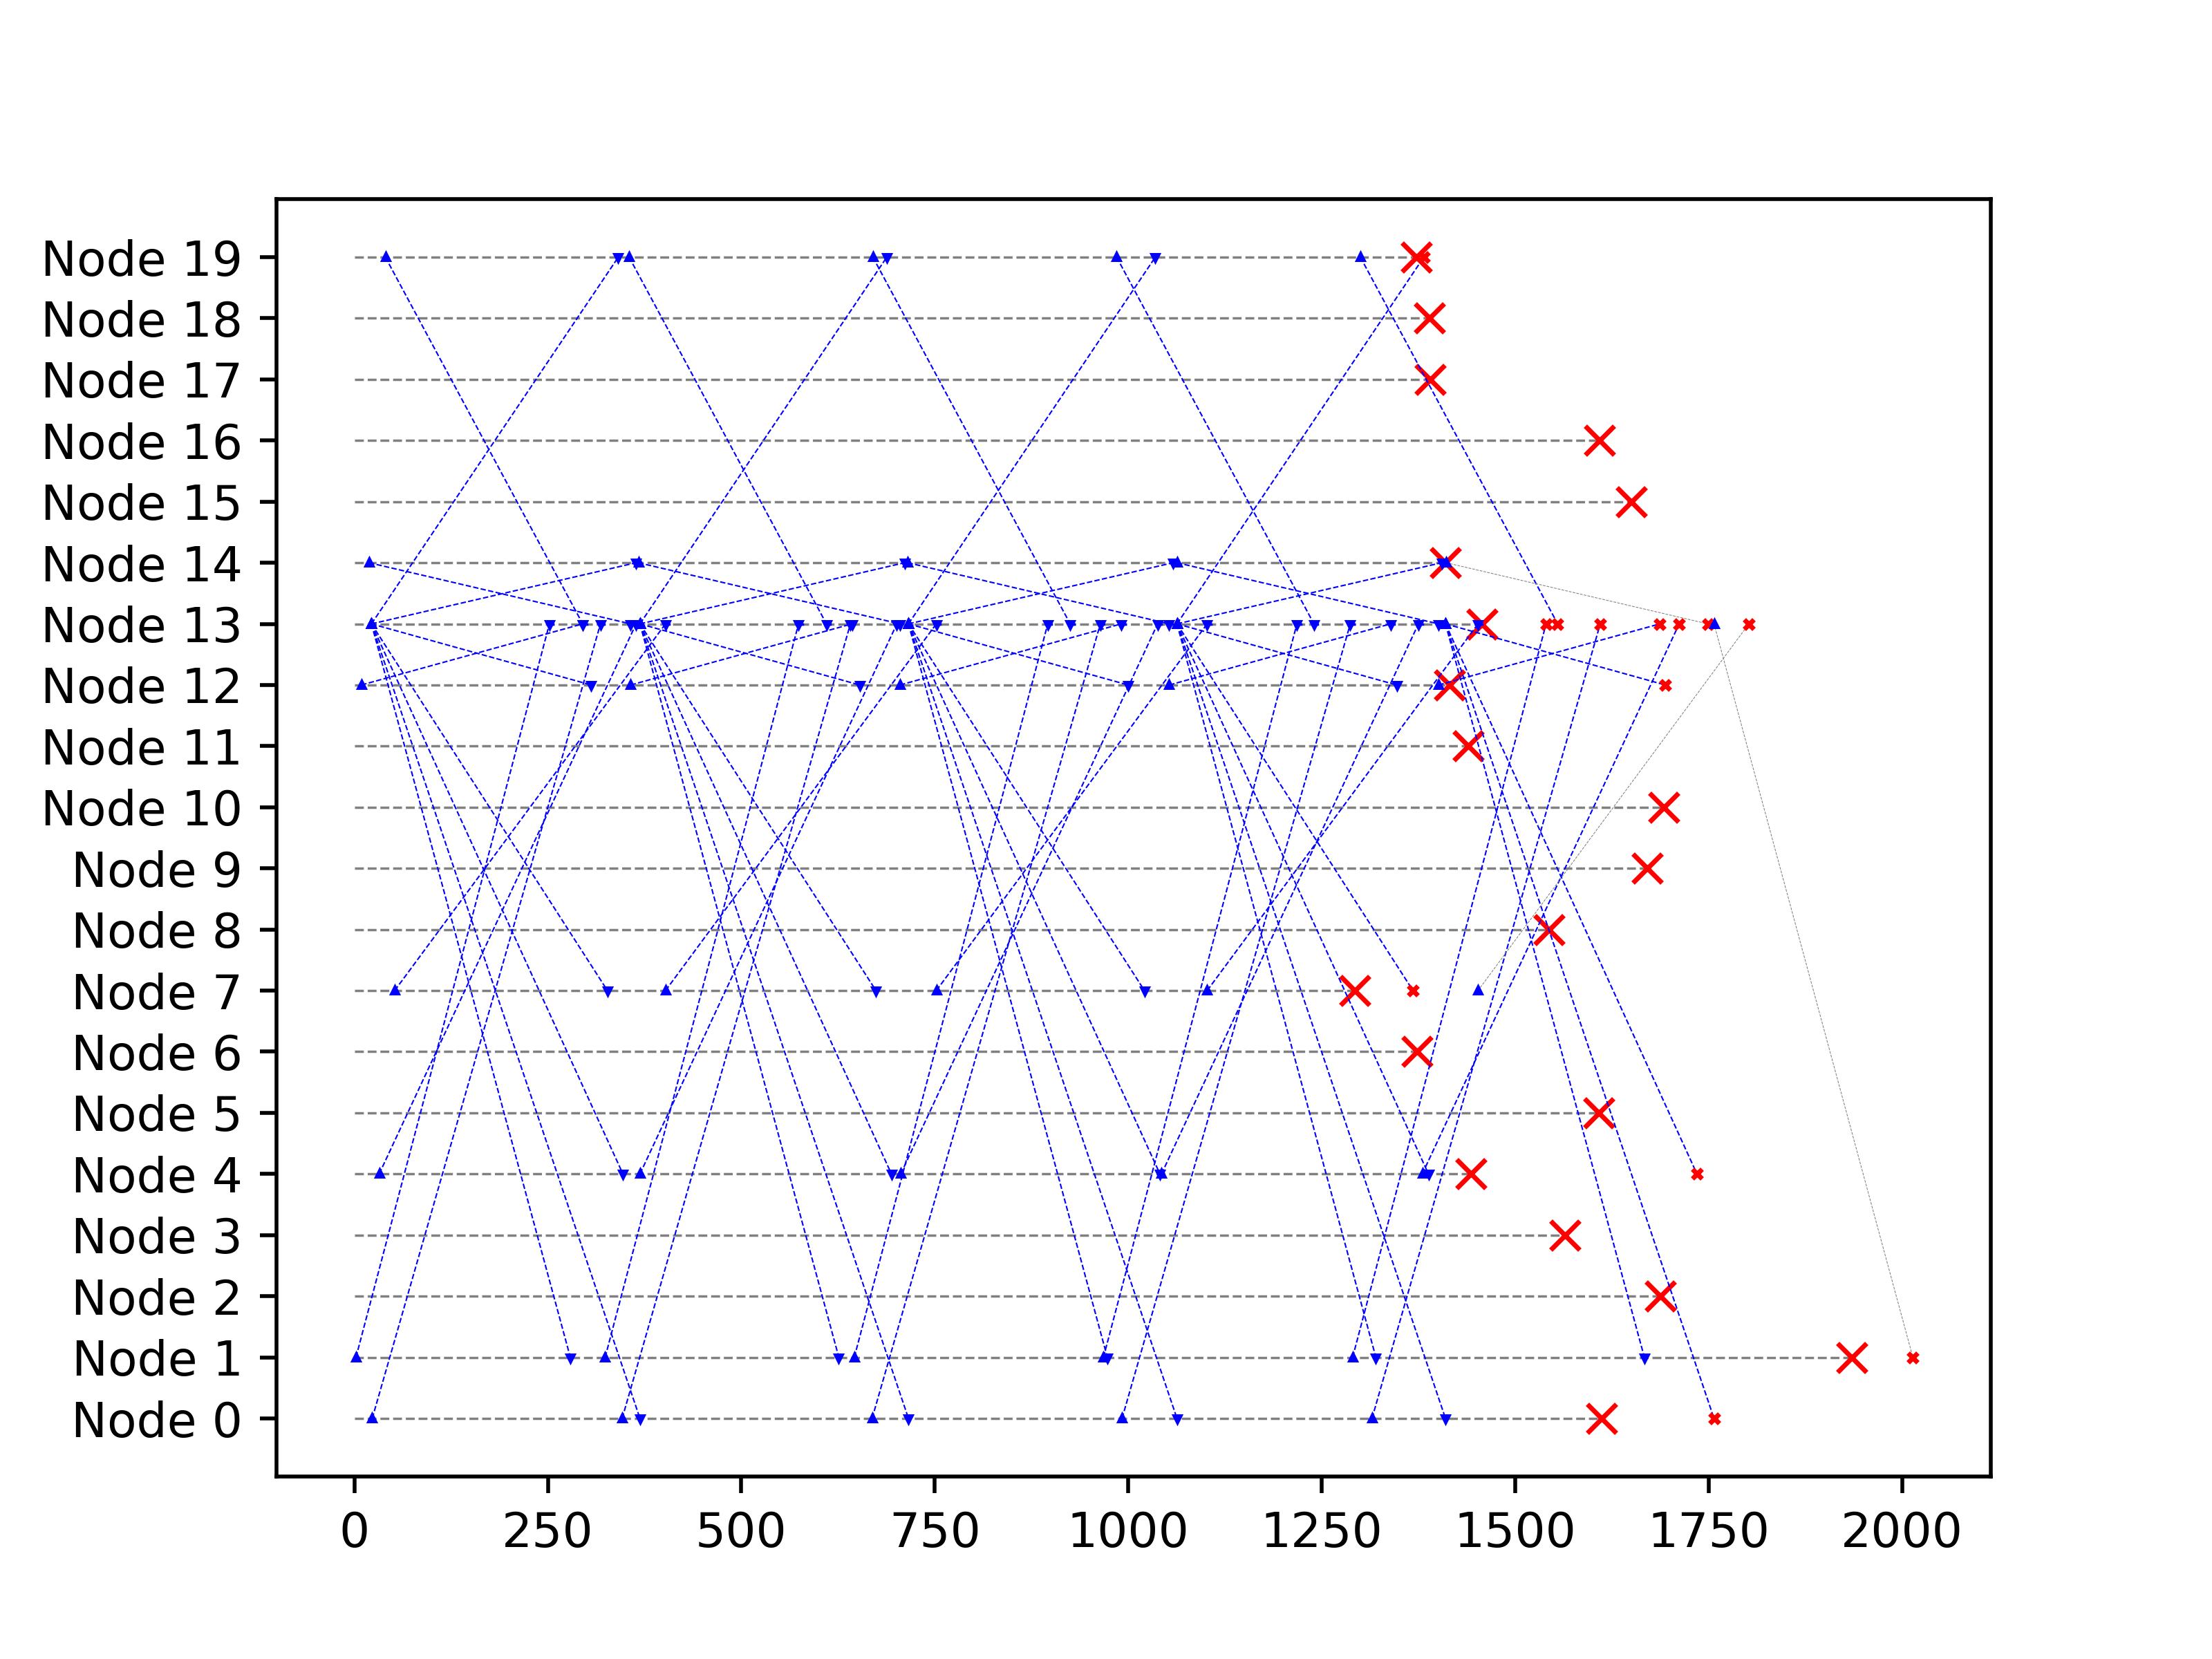 Node 19
Node 18
Node 17
Node 16
Node 15
Node 14
Node 13
Node 12
Node 11
Node 10
Node 9
Node 8
Node 7
Node 6
Node 5
Node 4
Node 3
Node 2
Node 1
Node 0
0 250 500 750 1000 1250 1500 1750 2000